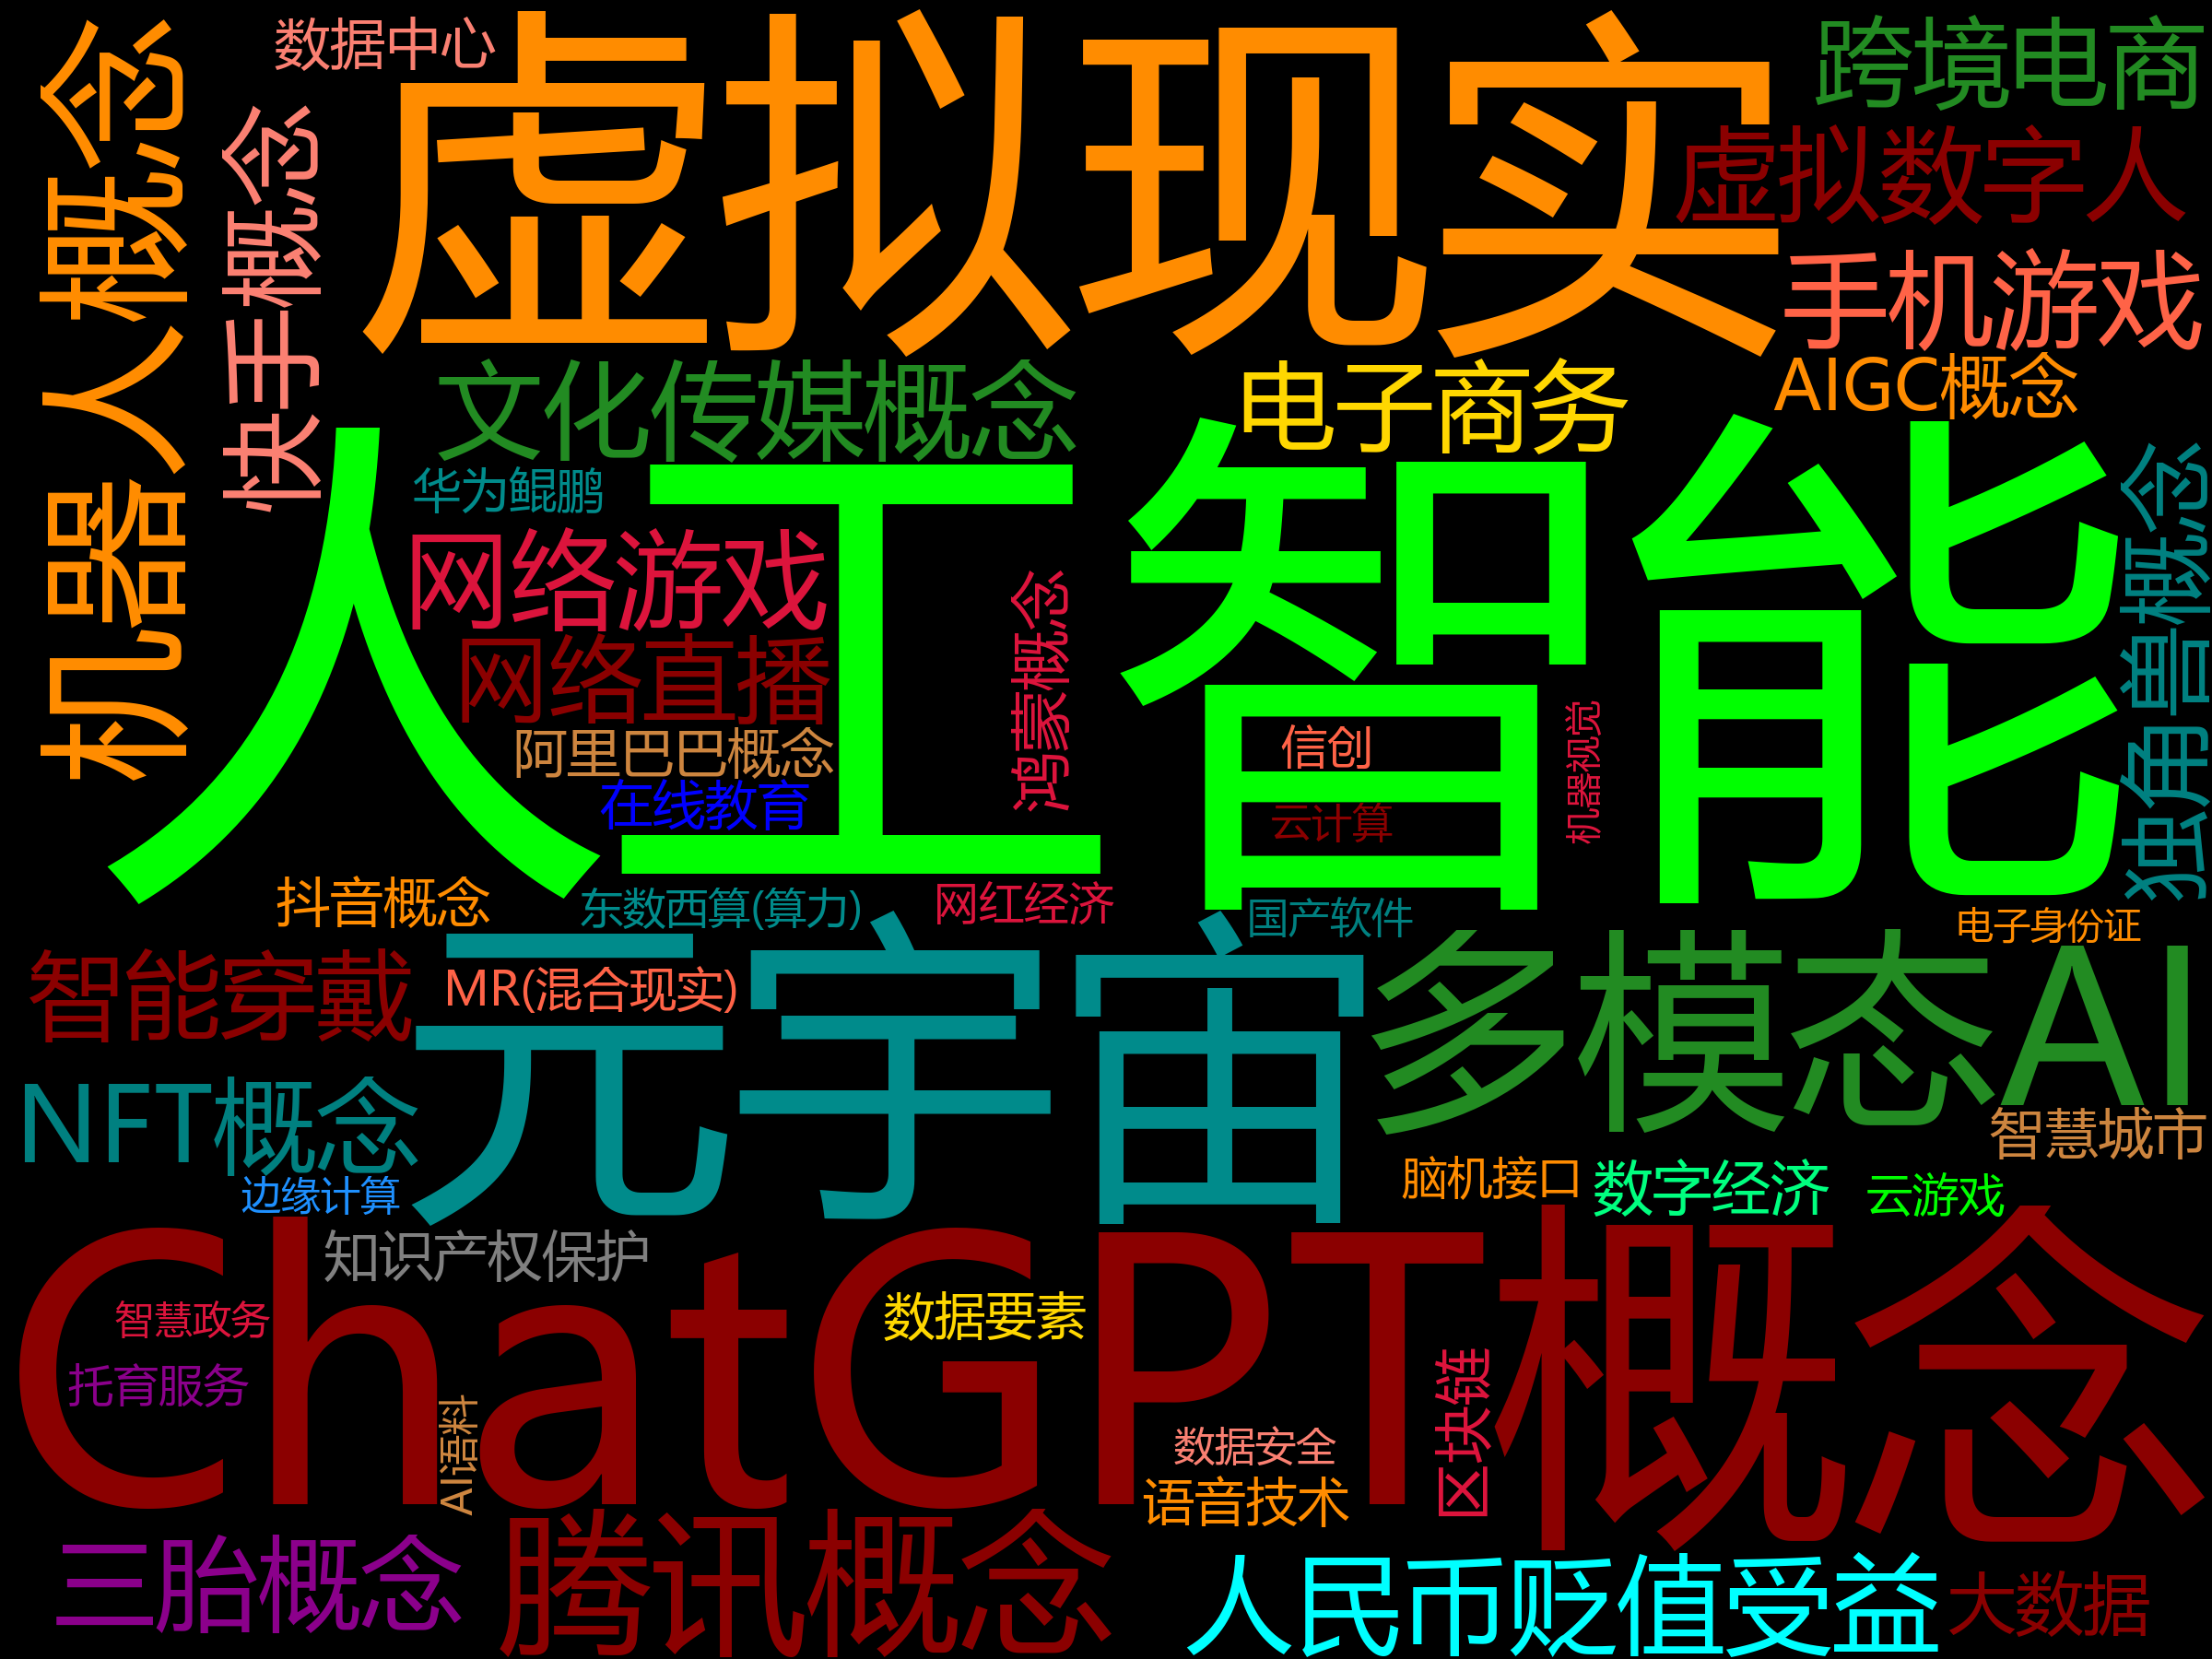 数据中心
虚拟现实
跨境电商
虚拟数字人
手机游戏
AIGC概念
机器人概念
快手概念
文化传媒概念
电子商务
人工智能
华为鲲鹏
网络游戏
网络直播
阿里巴巴概念
在线教育
鸿蒙概念
信创
云计算
机器视觉
独角兽概念
抖音概念
东数西算(算力)
网红经济
国产软件
电子身份证
智能穿戴
MR(混合现实)
元宇宙
多模态AI
NFT概念
边缘计算
智慧城市
脑机接口
数字经济
云游戏
知识产权保护
ChatGPT概念
智慧政务
数据要素
托育服务
AI语料
区块链
数据安全
语音技术
三胎概念
腾讯概念
人民币贬值受益
大数据